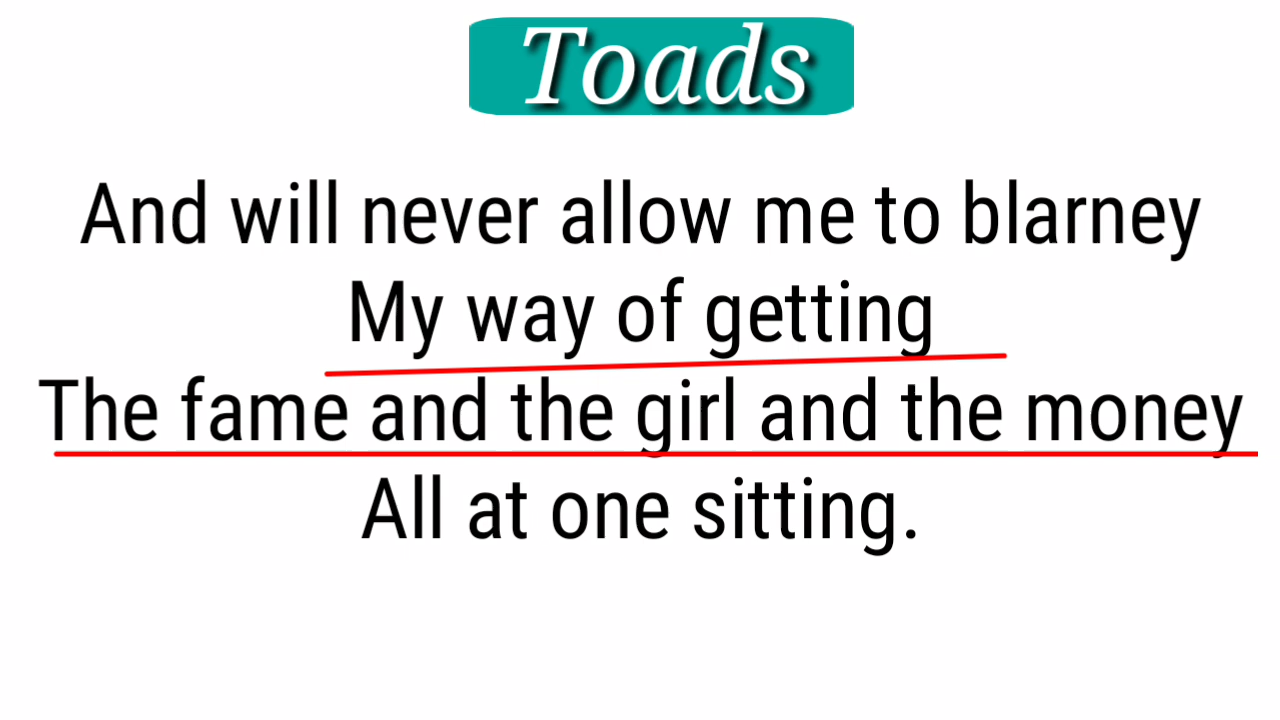 Toads
And will never allow me to blarney
My way of getting
The fame and the girl and the money
All at one sitting.